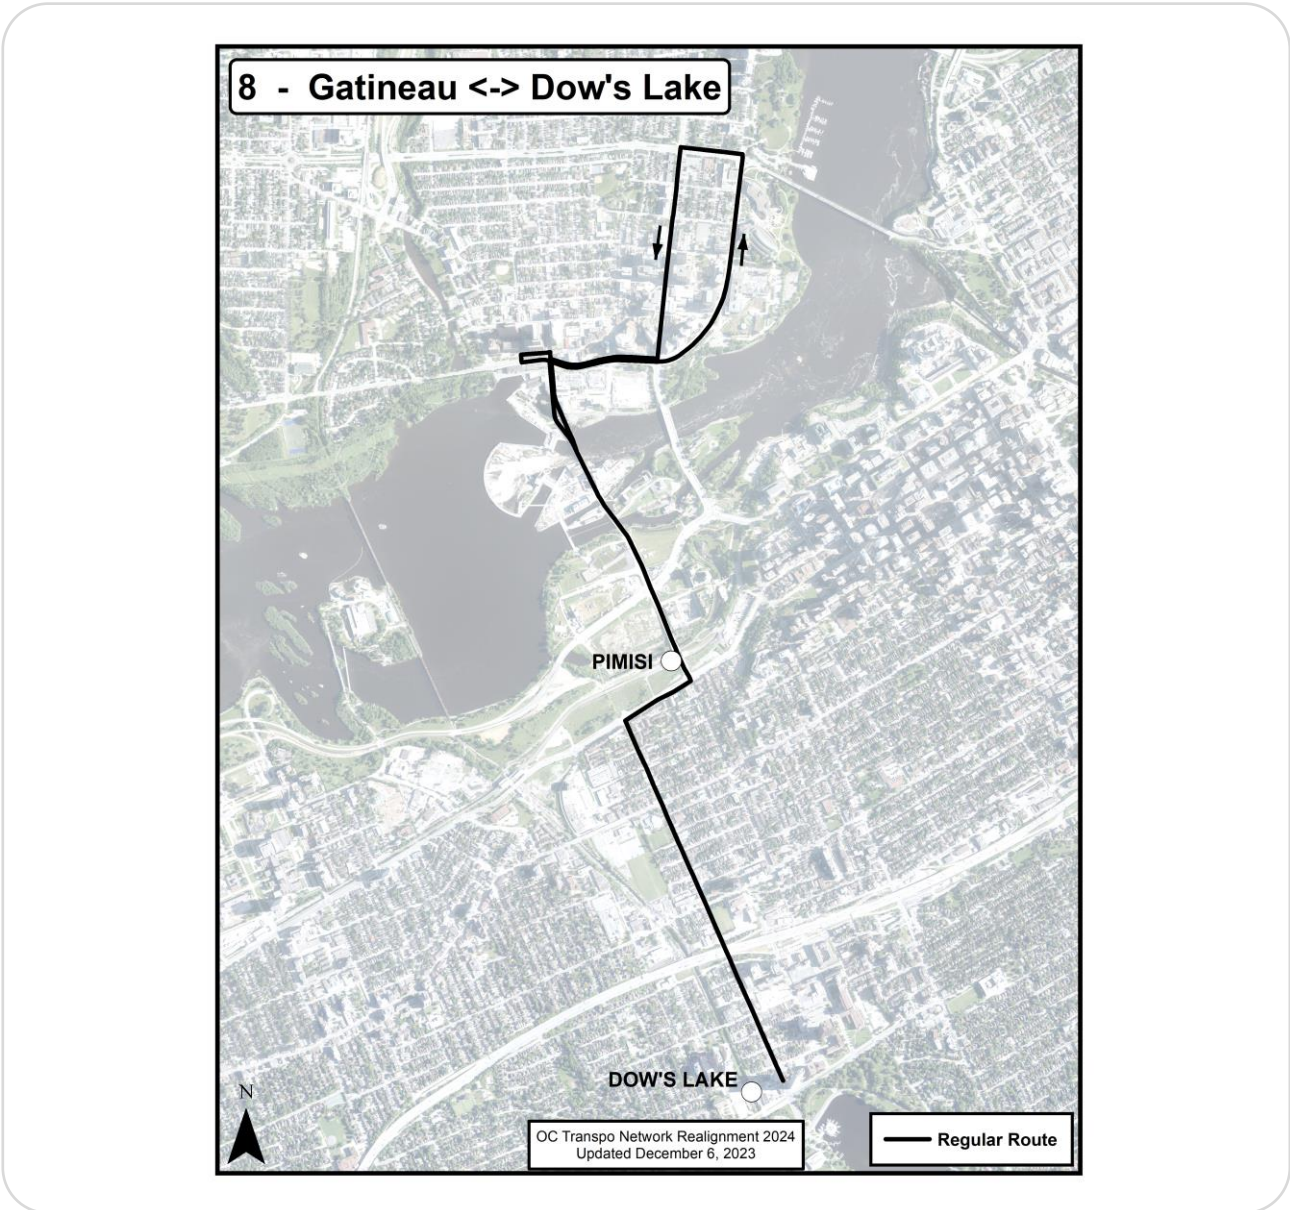 8 - Gatineau <-> Dow's Lake
PIMISI
DOW'S LAKE
N
OC Transpo Network Realignment 2024
Updated December 6, 2023
Regular Route